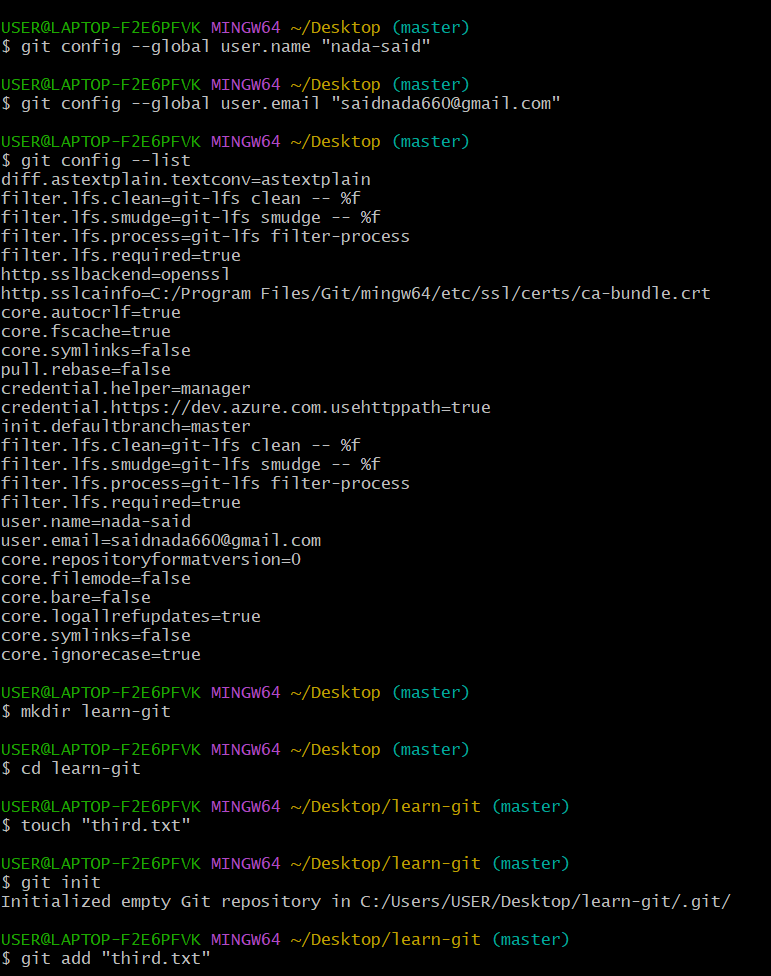 USER@LAPTOP-F2E6PFVK MINGW64 ~/Desktop (master)
$ git config --global user.name "nada-said"
USER@LAPTOP-F2E6PFVK MINGW64 ~/Desktop (master)
$ git config --global user.email "saidnada660@gmail.com"
USER@LAPTOP-F2E6PFVK MINGW64 ~/Desktop (master)
$ git config --list
diff.astextplain.textconv=astextplain
filter.lfs.clean=git-lfs clean -- %f
filter.lfs.smudge=git-lfs smudge -- %f
filter.lfs.process=git-lfs filter-process
filter.lfs.required=true
http.sslbackend=openssl
http.sslcainfo=C:/Program Files/Git/mingw64/etc/ssl/certs/ca-bundle.crt
core.autocrlf=true
core.fscache=true
core.symlinks=false
pull.rebase=false
credential.helper=manager
credential.https://dev.azure.com.usehttppath=true
init.defaultbranch=master
filter.lfs.clean=git-lfs clean -- %f
filter.lfs.smudge=git-lfs smudge -- %f
filter.lfs.process=git-lfs filter-process
filter.lfs.required=true
user.name=nada-said
user.email=saidnada660@gmail.com
core.repositoryformatversion=0
core.filemode=false
core.bare=false
core.logallrefupdates=true
core.symlinks=false
core.ignorecase=true
USER@LAPTOP-F2E6PFVK MINGW64 ~/Desktop (master)
$ mkdir learn-git
USER@LAPTOP-F2E6PFVK MINGW64 ~/Desktop (master)
$ cd learn-git
USER@LAPTOP-F2E6PFVK MINGW64 ~/Desktop/learn-git (master)
$ touch "third.txt"
USER@LAPTOP-F2E6PFVK MINGW64 ~/Desktop/learn-git (master)
$ git init
Initialized empty Git repository in C:/Users/USER/Desktop/learn-git/.git/
USER@LAPTOP-F2E6PFVK MINGW64 ~/Desktop/learn-git (master)
$ git add "third.txt"